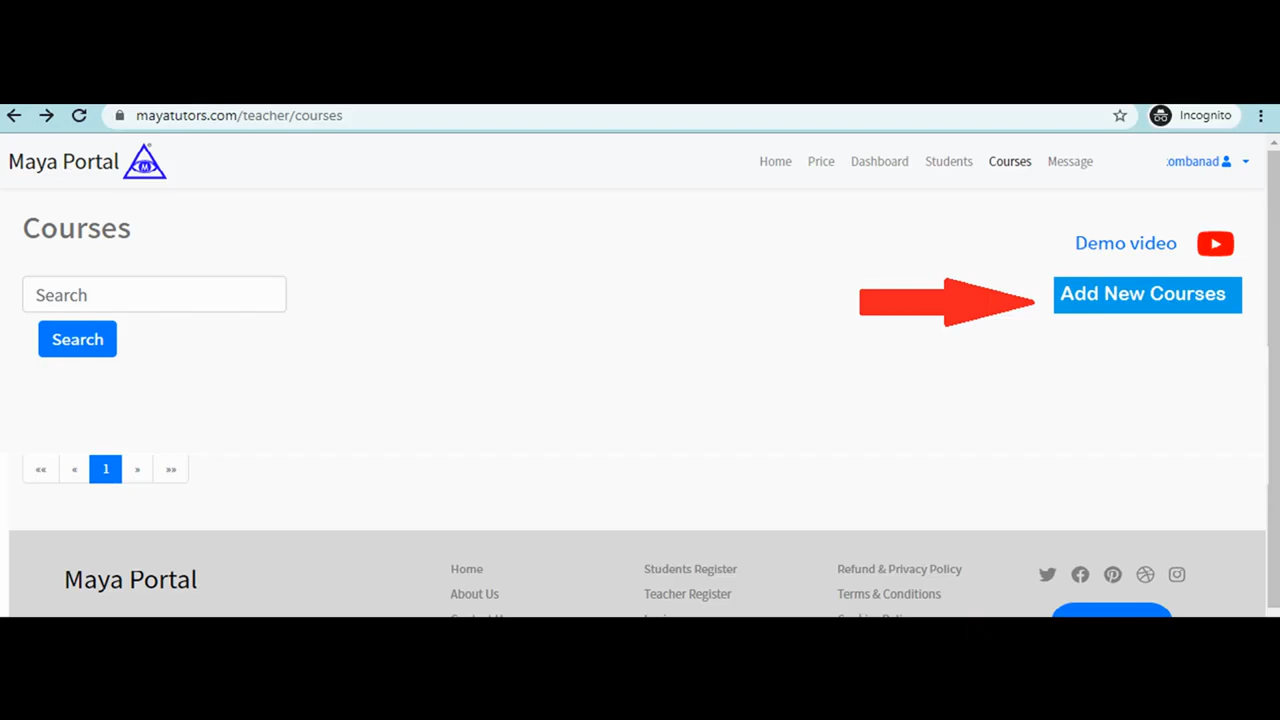 mayatutors.com/teacher/courses
Incognito
Maya Portal
M
Home Price Dashboard Students Courses Message
ombanad
Courses
Demo video
Search
Add New Courses
Search
«« « 1 » »»
Maya Portal
Home
Students Register
Refund & Privacy Policy
About Us
Teacher Register
Terms & Conditions